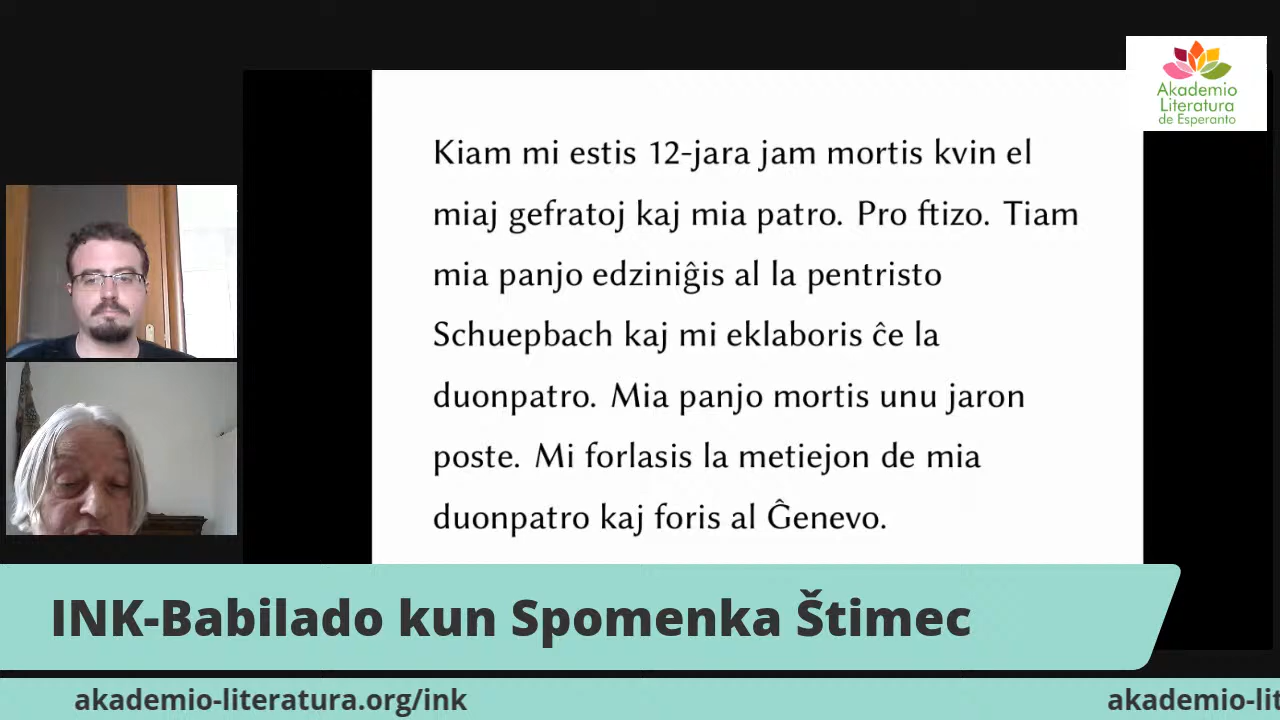 Akademio
Literatura
de Esperanto
Kiam mi estis 12-jara jam mortis kvin el
miaj gefratoj kaj mia patro. Pro ftizo. Tiam
mia panjo edziniĝis al la pentristo
Schuepbach kaj mi eklaboris ĉe la
duonpatro. Mia panjo mortis unu jaron
poste. Mi forlasis la metiejon de mia
duonpatro kaj foris al Ĝenevo.
INK-Babilado kun Spomenka Štimec
akademio-literatura.org/ink
akademio-lit